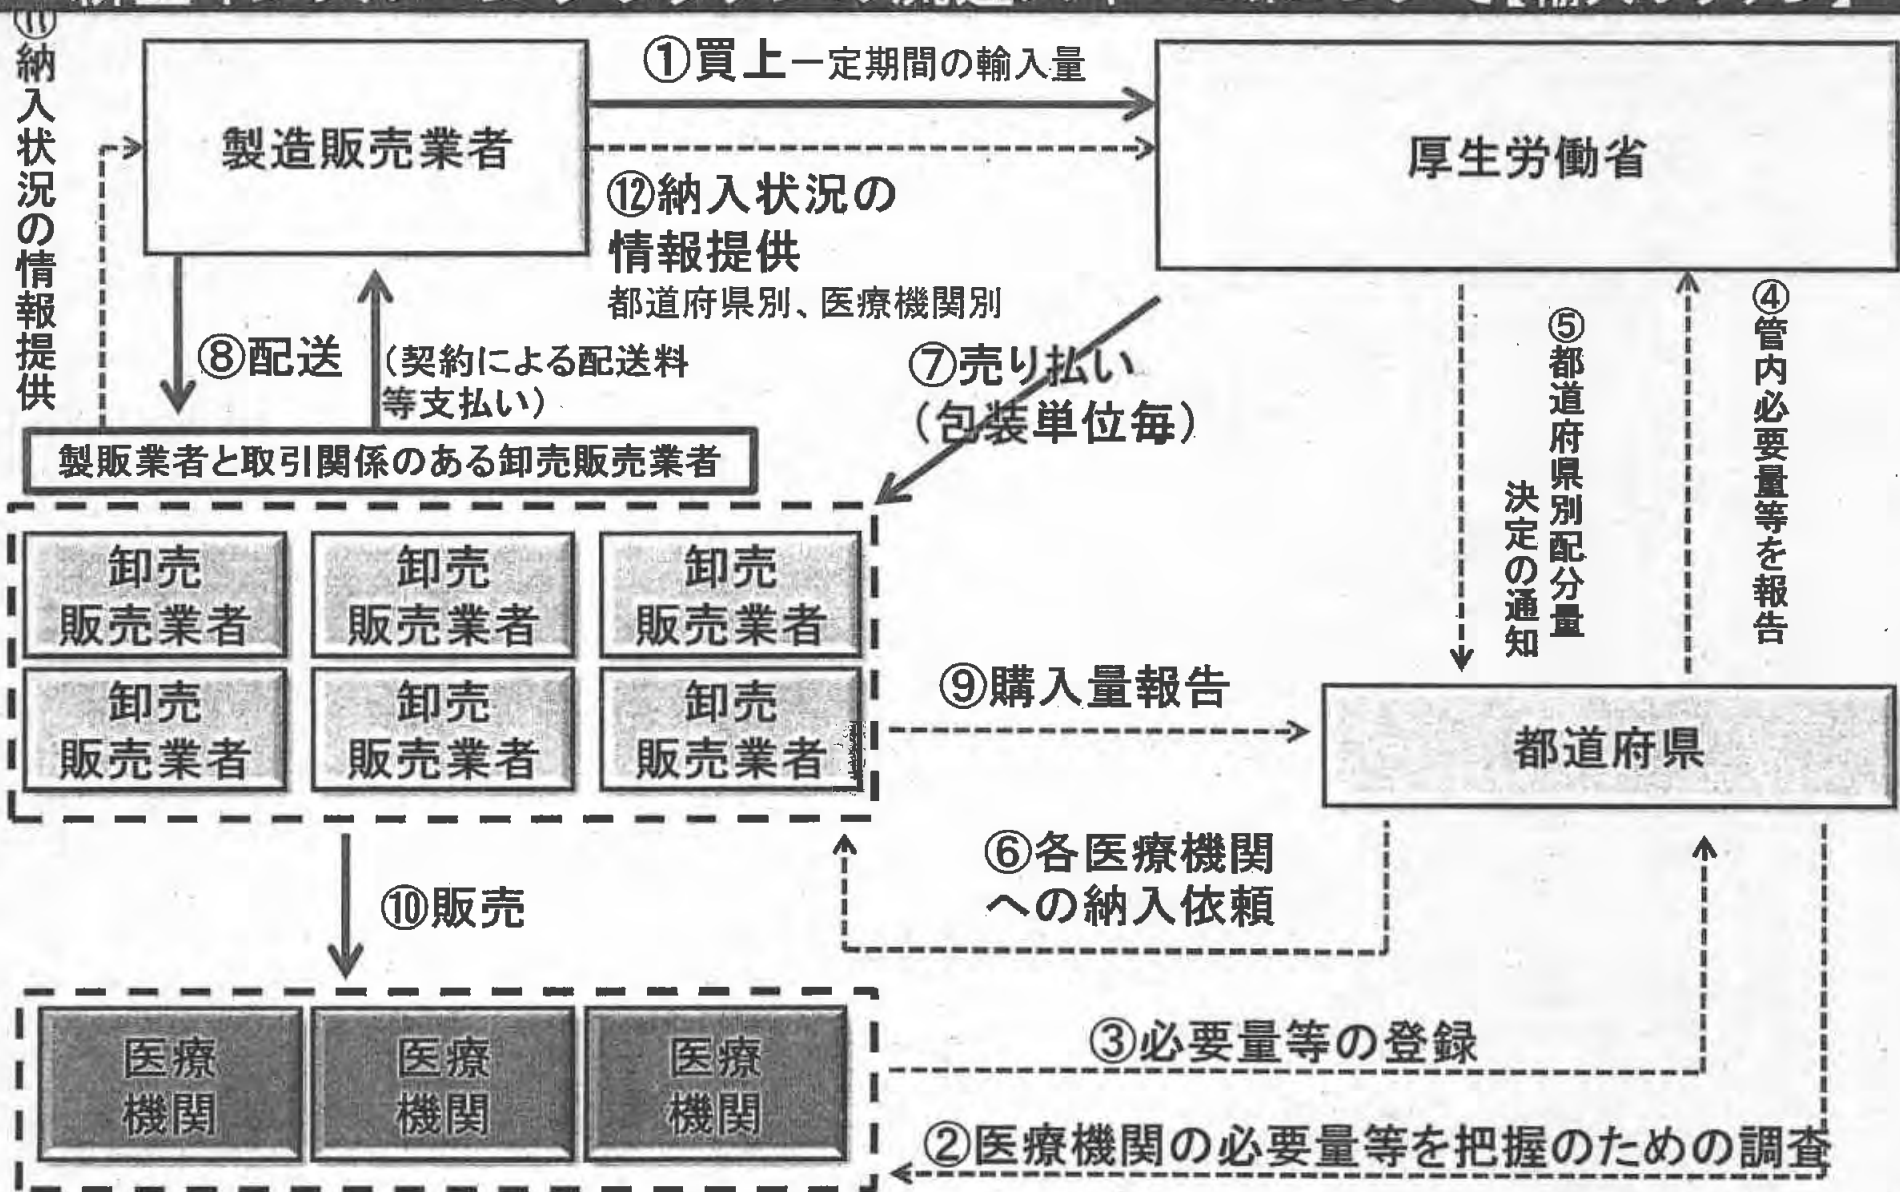 【輸入ワクチン】
⑪納入状況の情報提供
①買上―一定期間の輸入量
製造販売業者
厚生労働省
⑫納入状況の
情報提供
都道府県別、医療機関別
⑧配送
(契約による配送料
等支払い)
⑦売り払い
(包装単位毎)
⑤都道府県別配分量
決定の通知
④管内必要量等を報告
製販業者と取引関係のある卸売販売業者
卸売
販売業者
卸売
販売業者
卸売
販売業者
卸売
販売業者
卸売
販売業者
卸売
販売業者
⑨購入量報告
都道府県
⑥各医療機関
への納入依頼
⑩販売
医療
機関
医療
機関
医療
機関
③必要量等の登録
②医療機関の必要量等を把握のための調査